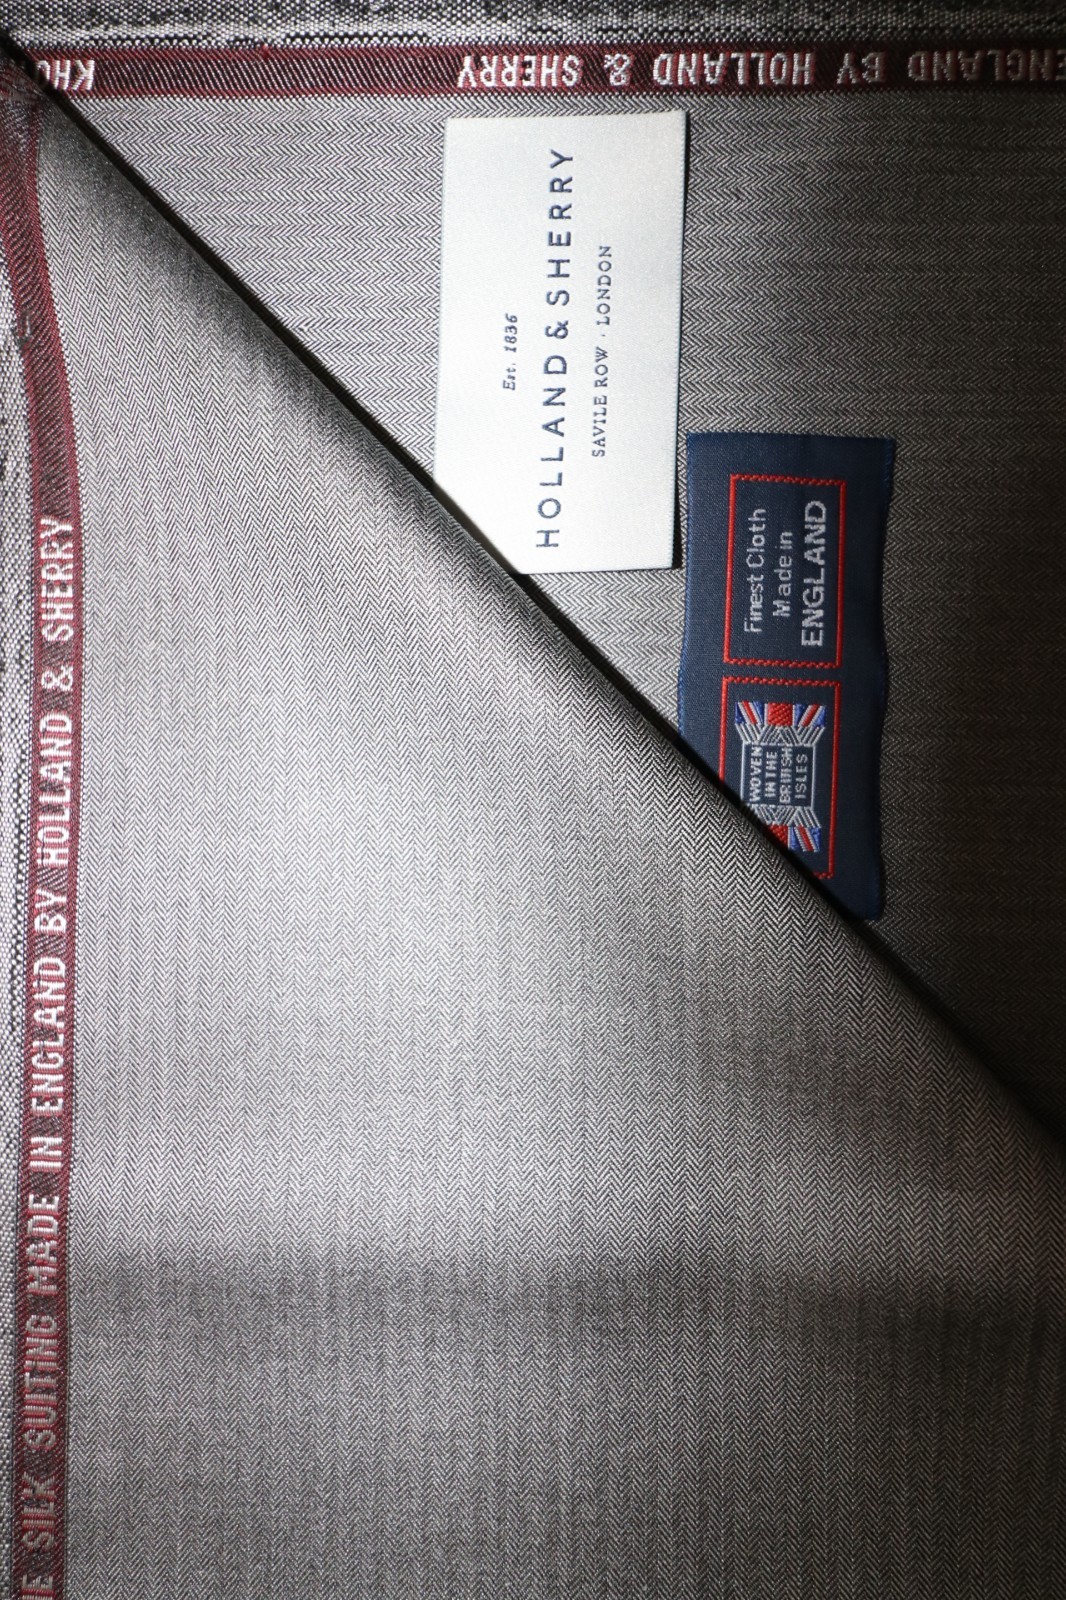 KHO
ENGLAND BY HOLLAND & SHERRY
Est. 1836
HOLLAND & SHERRY
SAVILE ROW · LONDON
Finest Cloth
Made in
ENGLAND
WOVEN
IN THE
BRITISH
ISLES
SILK SUITING MADE IN ENGLAND BY HOLLAND & SHERRY